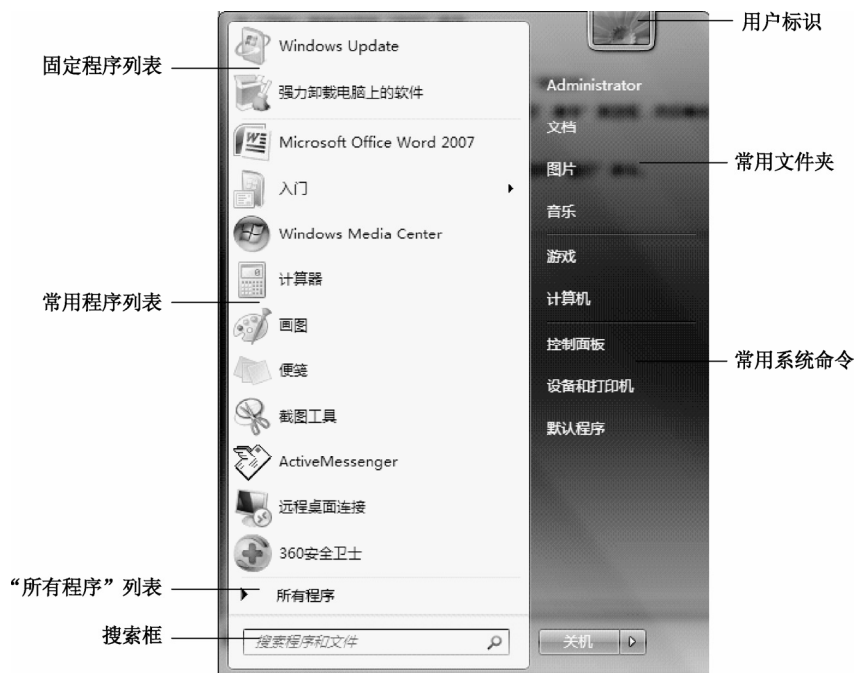 用户标识
固定程序列表
Windows Update
强力卸载电脑上的软件
Microsoft Office Word 2007
入门
Windows Media Center
常用程序列表
计算器
画图
便笺
截图工具
ActiveMessenger
远程桌面连接
360安全卫士
“所有程序”列表
所有程序
搜索框
搜索程序和文件
Administrator
文档
常用文件夹
图片
音乐
游戏
计算机
控制面板
常用系统命令
设备和打印机
默认程序
关机